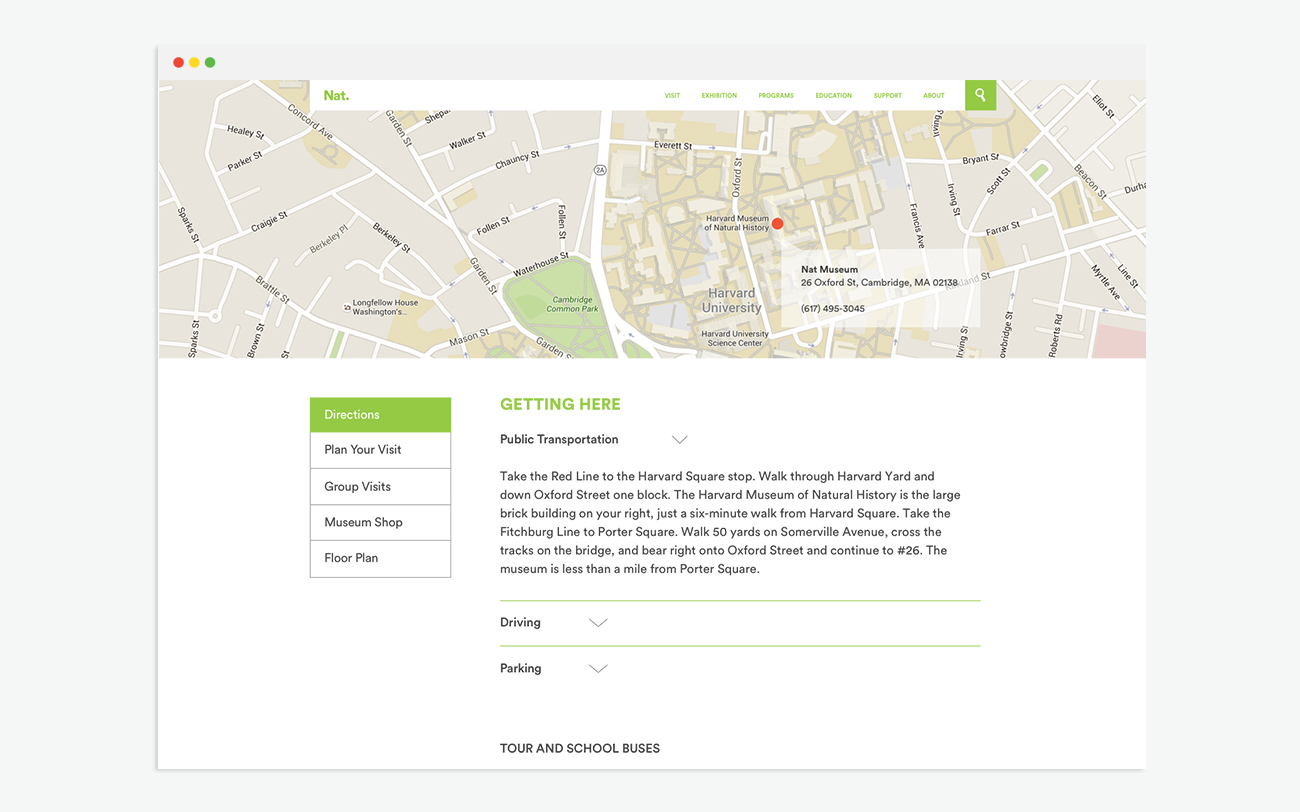 Nat.
VISIT
EXHIBITION
PROGRAMS
EDUCATION
SUPPORT
ABOUT
Concord Ave
Garden St
Healey St
Parker St
Walker St
Chauncy St
Everett St
Oxford St
Irving St
Eliot St
Bryant St
Scott St
Beacon St
2A
Sparks St
Craigie St
Berkeley Pl
Berkeley St
Follen St
Follen St
Harvard Museum
of Natural History
Francis Ave
Irving St
Farrar St
Waterhouse St
Garden St
Brattle St
Longfellow House
Washington's...
Cambridge
Common Park
Harvard
University
Nat Museum
26 Oxford St, Cambridge, MA 02138
(617) 495-3045
Myrtle Ave
Line St
Sparks St
Brown St
Mason St
Garden St
Harvard University
Science Center
Irving St
Roberts Rd
Directions
Plan Your Visit
Group Visits
Museum Shop
Floor Plan
GETTING HERE
Public Transportation
Take the Red Line to the Harvard Square stop. Walk through Harvard Yard and
down Oxford Street one block. The Harvard Museum of Natural History is the large
brick building on your right, just a six-minute walk from Harvard Square. Take the
Fitchburg Line to Porter Square. Walk 50 yards on Somerville Avenue, cross the
tracks on the bridge, and bear right onto Oxford Street and continue to #26. The
museum is less than a mile from Porter Square.
Driving
Parking
TOUR AND SCHOOL BUSES